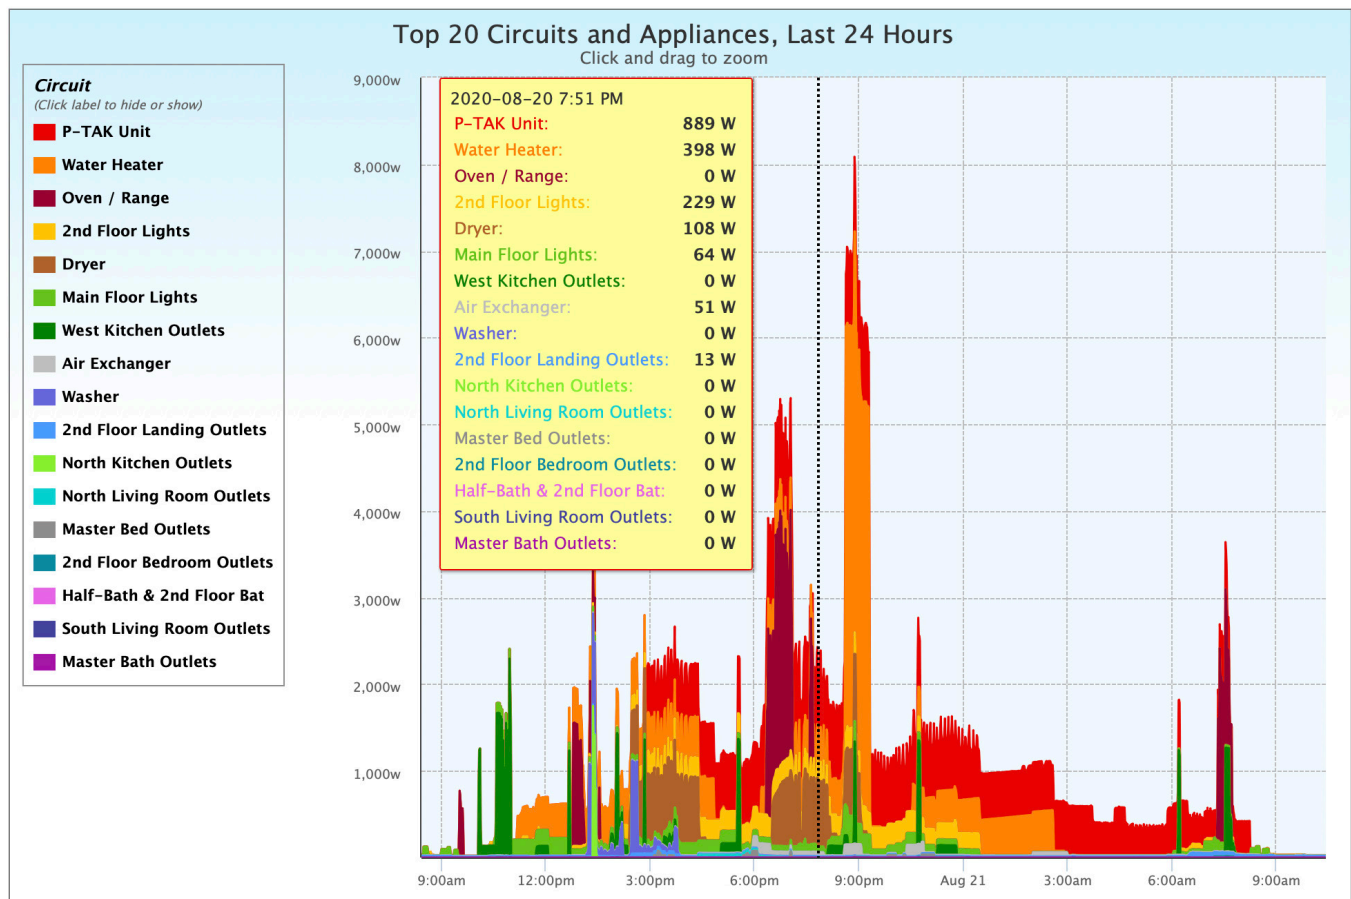 Top 20 Circuits and Appliances, Last 24 Hours
Click and drag to zoom
Circuit
(Click label to hide or show)
P-TAK Unit
Water Heater
Oven / Range
2nd Floor Lights
Dryer
Main Floor Lights
West Kitchen Outlets
Air Exchanger
Washer
2nd Floor Landing Outlets
North Kitchen Outlets
North Living Room Outlets
Master Bed Outlets
2nd Floor Bedroom Outlets
Half-Bath & 2nd Floor Bat
South Living Room Outlets
Master Bath Outlets
9,000w
8,000w
7,000w
6,000w
5,000w
4,000w
3,000w
2,000w
1,000w
2020-08-20 7:51 PM
P-TAK Unit: 889 W
Water Heater: 398 W
Oven / Range: 0 W
2nd Floor Lights: 229 W
Dryer: 108 W
Main Floor Lights: 64 W
West Kitchen Outlets: 0 W
Air Exchanger: 51 W
Washer: 0 W
2nd Floor Landing Outlets: 13 W
North Kitchen Outlets: 0 W
North Living Room Outlets: 0 W
Master Bed Outlets: 0 W
2nd Floor Bedroom Outlets: 0 W
Half-Bath & 2nd Floor Bat: 0 W
South Living Room Outlets: 0 W
Master Bath Outlets: 0 W
9:00am 12:00pm 3:00pm 6:00pm 9:00pm Aug 21 3:00am 6:00am 9:00am